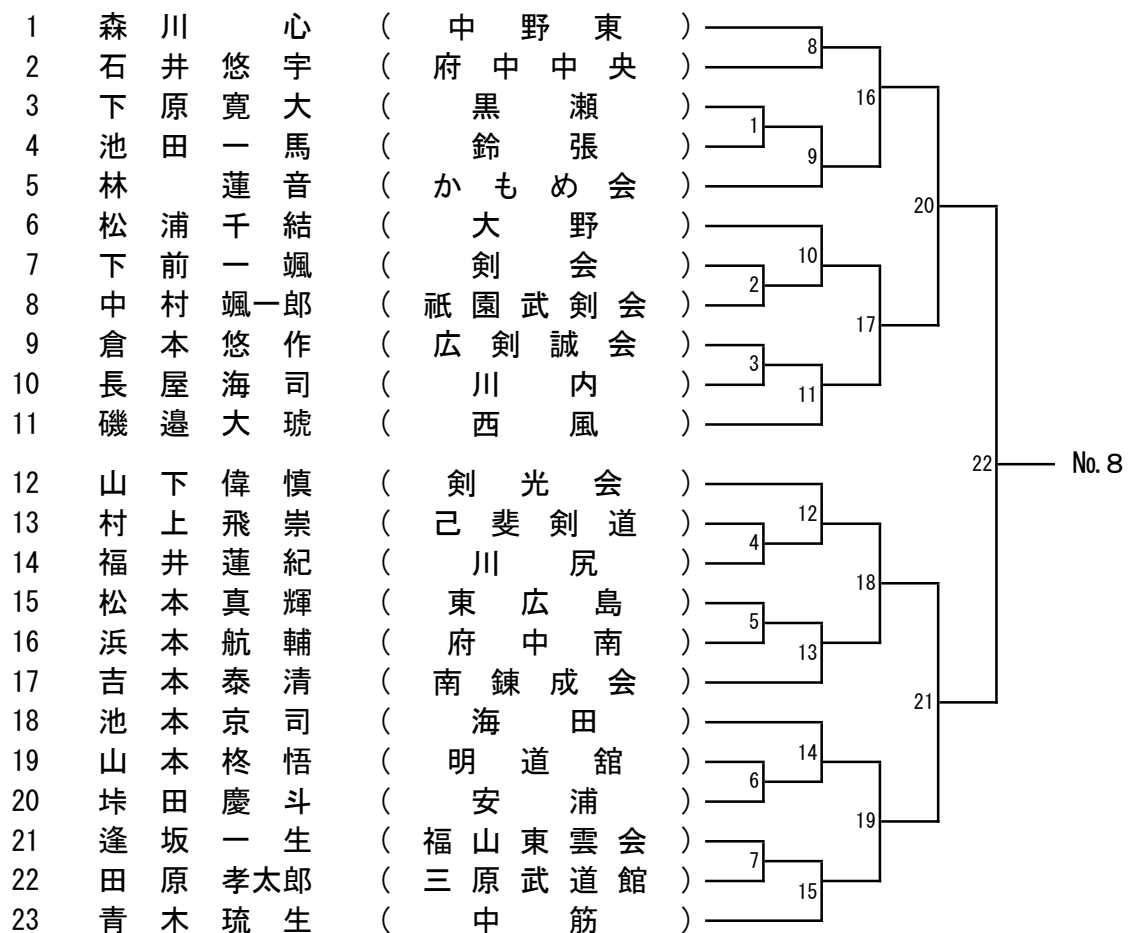 1 森川 心 ( 中野東 )
2 石井悠宇 ( 府中中央 )
3 下原寛大 ( 黒瀬 )
4 池田一馬 ( 鈴張 )
5 林 蓮音 ( かもめ会 )
6 松浦千結 ( 大野 )
7 下前一颯 ( 剣会 )
8 中村颯一郎 ( 祇園武剣会 )
9 倉本悠作 ( 広剣誠会 )
10 長屋海司 ( 川内 )
11 磯邉大琥 ( 西風 )
12 山下偉慎 ( 剣光会 )
13 村上飛崇 ( 己斐剣道 )
14 福井蓮紀 ( 川尻 )
15 松本真輝 ( 東広島 )
16 浜本航輔 ( 府中南 )
17 吉本泰清 ( 南錬成会 )
18 池本京司 ( 海田 )
19 山本柊悟 ( 明道舘 )
20 垰田慶斗 ( 安浦 )
21 逢坂一生 ( 福山東雲会 )
22 田原孝太郎 ( 三原武道館 )
23 青木琉生 ( 中筋 )
1
2
3
4
5
6
7
8
9
10
11
12
13
14
15
16
17
18
19
20
21
22
№8